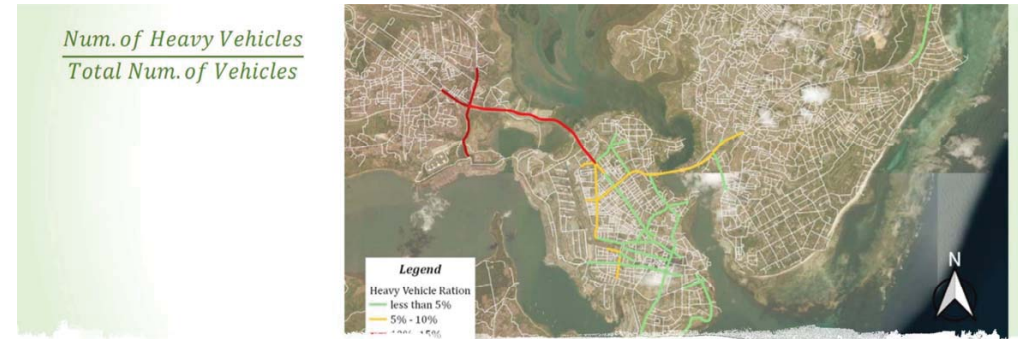 Num. of Heavy Vehicles
Total Num. of Vehicles
N
Legend
Heavy Vehicle Ration
less than 5%
5% - 10%